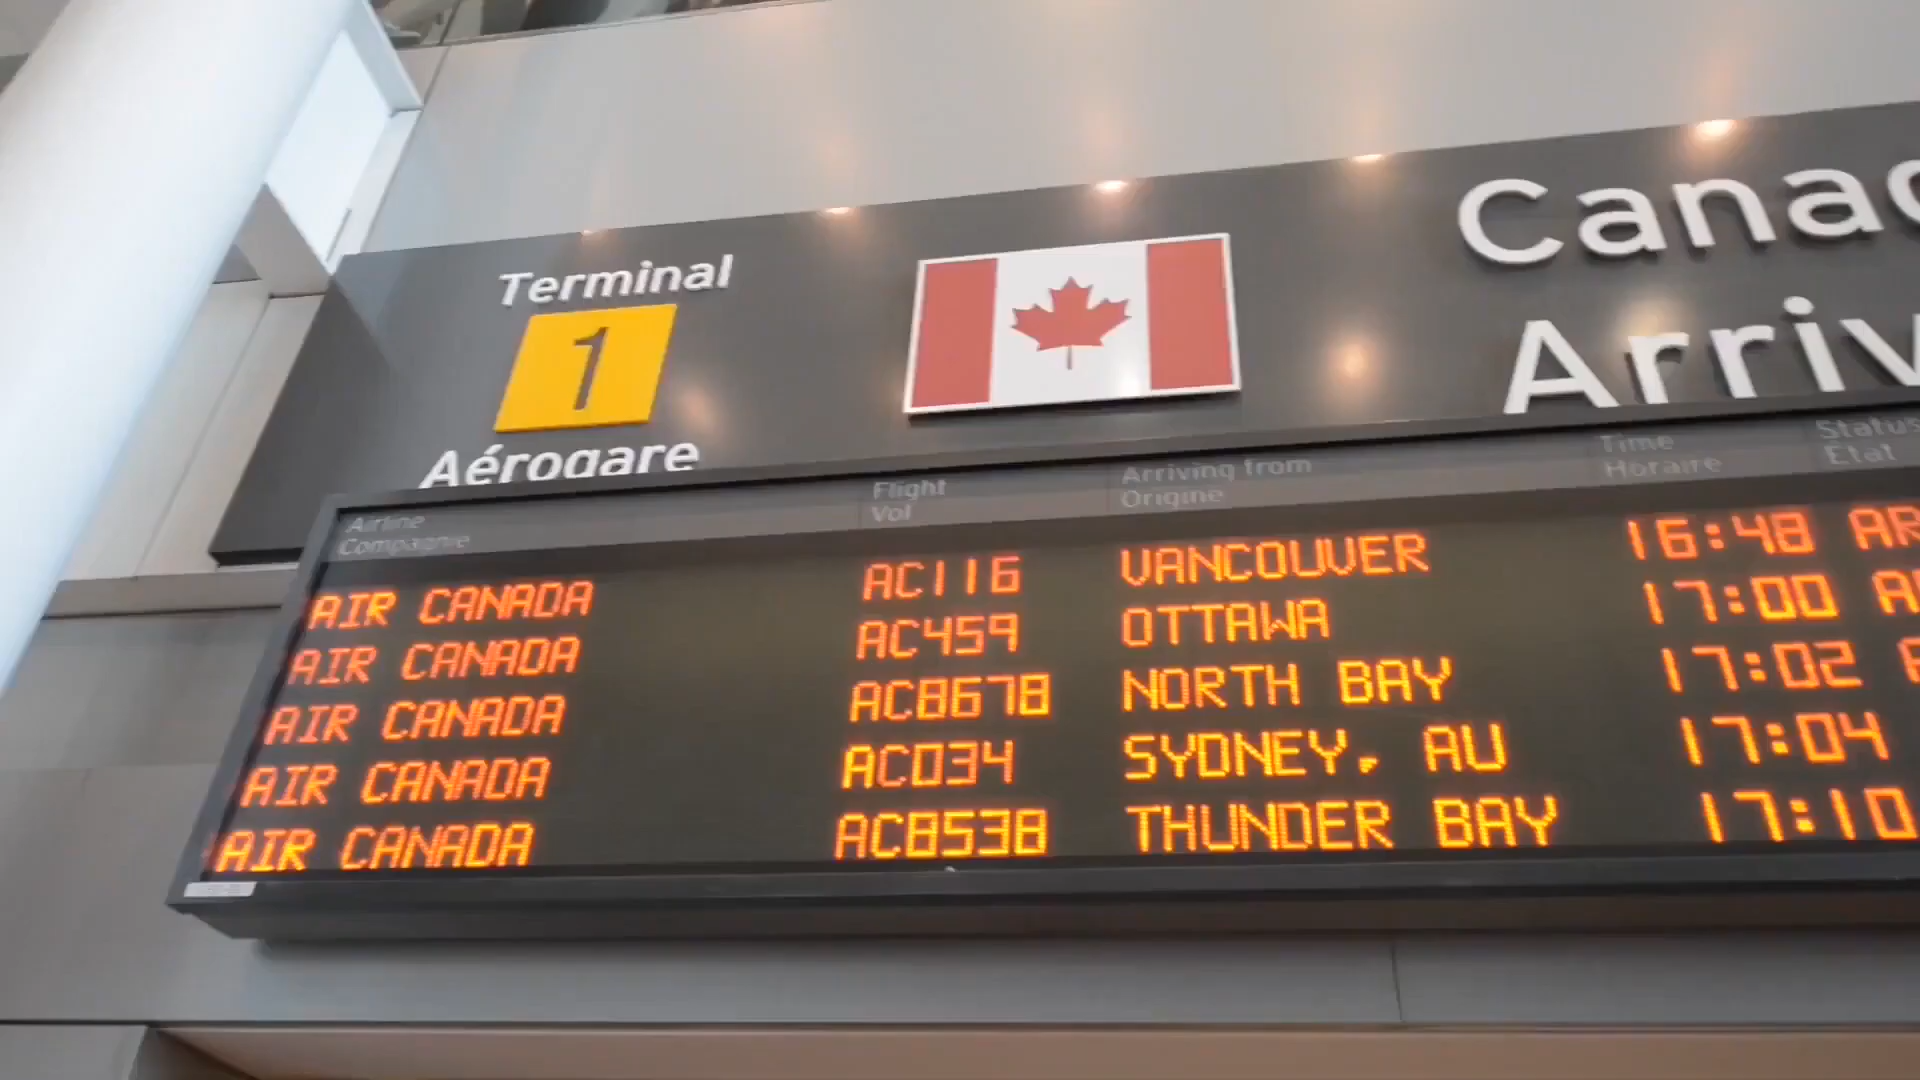 Terminal
1
Aérogare
Canad
Arriv
Airline Flight Arriving from Time Status
Compagnie Vol Origine Horaire État
AIR CANADA AC116 VANCOUVER 16:48 AR
AIR CANADA AC459 OTTAWA 17:00 AR
AIR CANADA AC8678 NORTH BAY 17:02
AIR CANADA AC034 SYDNEY, AU 17:04
AIR CANADA AC8538 THUNDER BAY 17:10